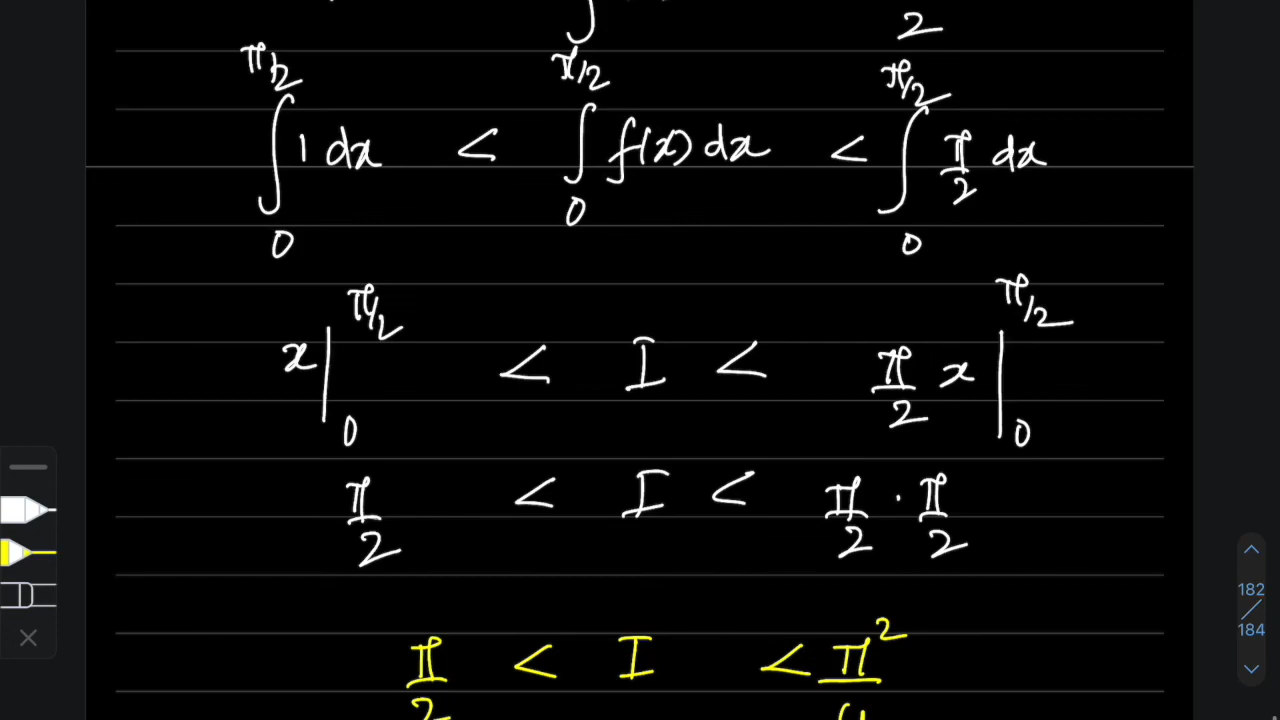 2
∫₀^{π/2} 1 dx < ∫₀^{π/2} f(x) dx < ∫₀^{π/2} π/2 dx
x |₀^{π/2} < I < π/2 x |₀^{π/2}
π/2 < I < π/2 · π/2
π/2 < I < π²/4
182
/
184